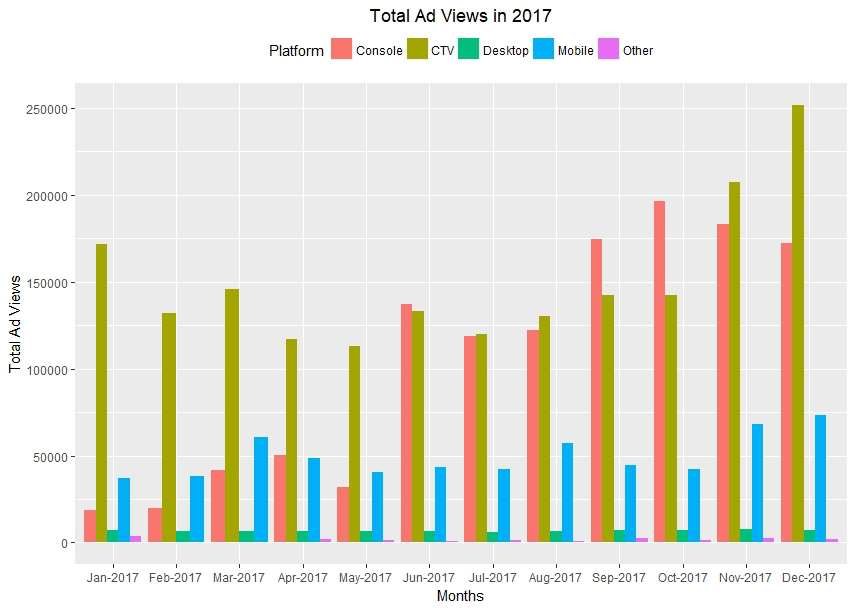 Total Ad Views in 2017
Platform Console CTV Desktop Mobile Other
Total Ad Views
250000
200000
150000
100000
50000
0
Jan-2017 Feb-2017 Mar-2017 Apr-2017 May-2017 Jun-2017 Jul-2017 Aug-2017 Sep-2017 Oct-2017 Nov-2017 Dec-2017
Months